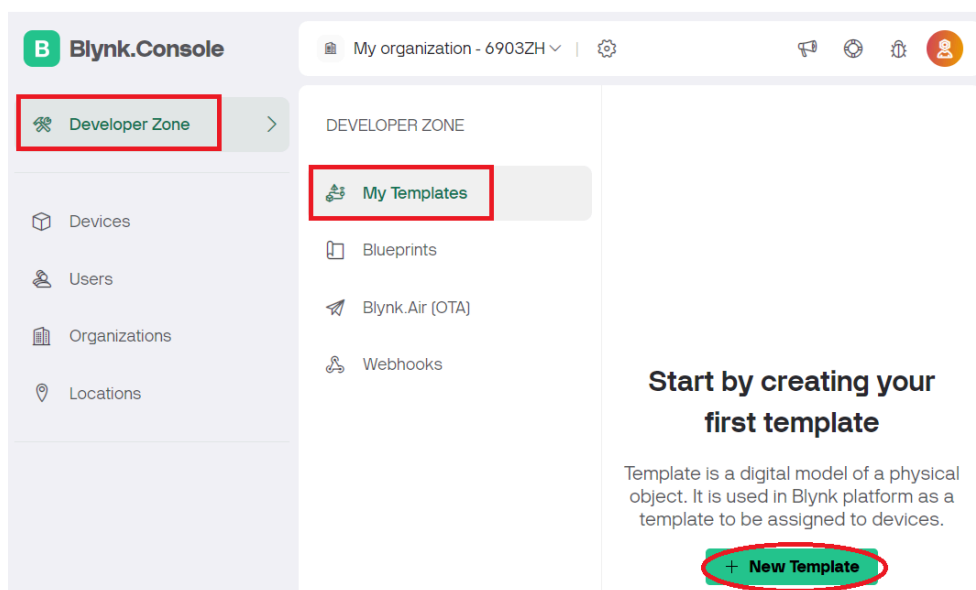 B Blynk.Console
My organization - 6903ZH
Developer Zone
DEVELOPER ZONE
My Templates
Devices
Blueprints
Users
Blynk.Air (OTA)
Organizations
Webhooks
Locations
Start by creating your
first template
Template is a digital model of a physical
object. It is used in Blynk platform as a
template to be assigned to devices.
+ New Template